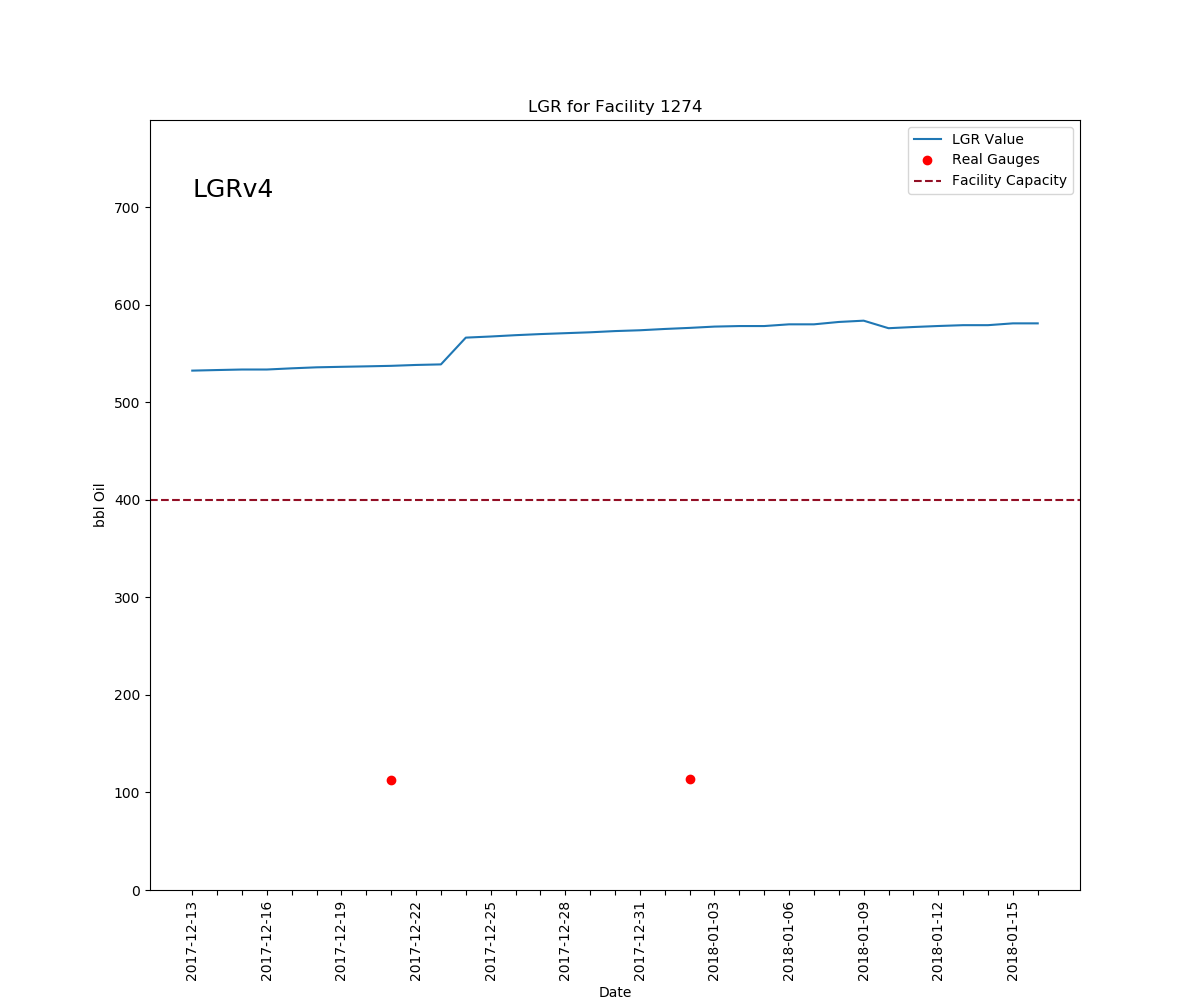 LGR for Facility 1274
LGR Value
Real Gauges
Facility Capacity
LGRv4
700
600
500
400
300
200
100
0
bbl Oil
2017-12-13
2017-12-16
2017-12-19
2017-12-22
2017-12-25
2017-12-28
2017-12-31
2018-01-03
2018-01-06
2018-01-09
2018-01-12
2018-01-15
Date